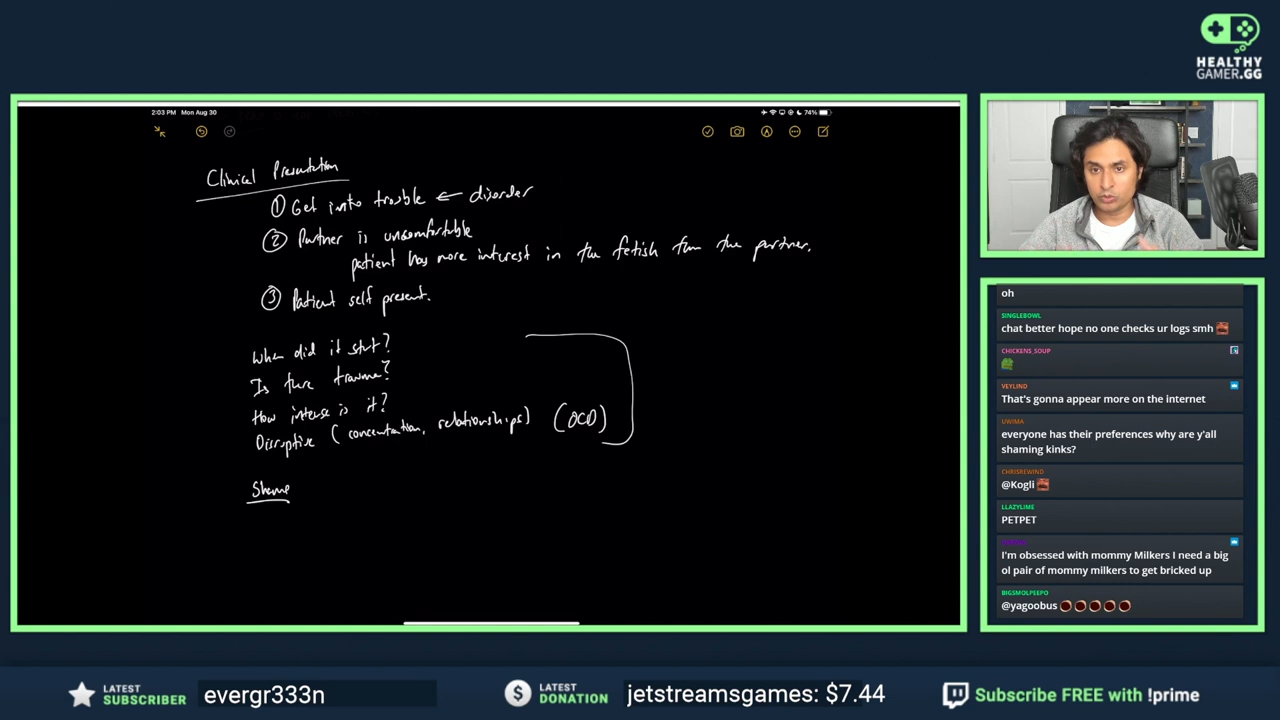 HEALTHY
GAMER.GG
2:03 PM Mon Aug 30
74%
Clinical Presentation
① Get into trouble ← disorder
② Partner is uncomfortable
patient has more interest in the fetish than the partner.
③ Patient self present.
When did it start?
Is there trauma?
How intense is it?
Disruptive (concentration, relationships) (OCD)
Shame
oh
SINGLEBOWL
chat better hope no one checks ur logs smh
CHICKENS_SOUP
VEYLIND
That's gonna appear more on the internet
UWIMA
everyone has their preferences why are y'all
shaming kinks?
CHRISREWIND
@Kogli
LLAZYLIME
PETPET
I'm obsessed with mommy Milkers I need a big
ol pair of mommy milkers to get bricked up
BIGSMOLPEEPO
@yagoobus
LATEST
SUBSCRIBER
evergr333n
LATEST
DONATION
jetstreamsgames: $7.44
Subscribe FREE with !prime